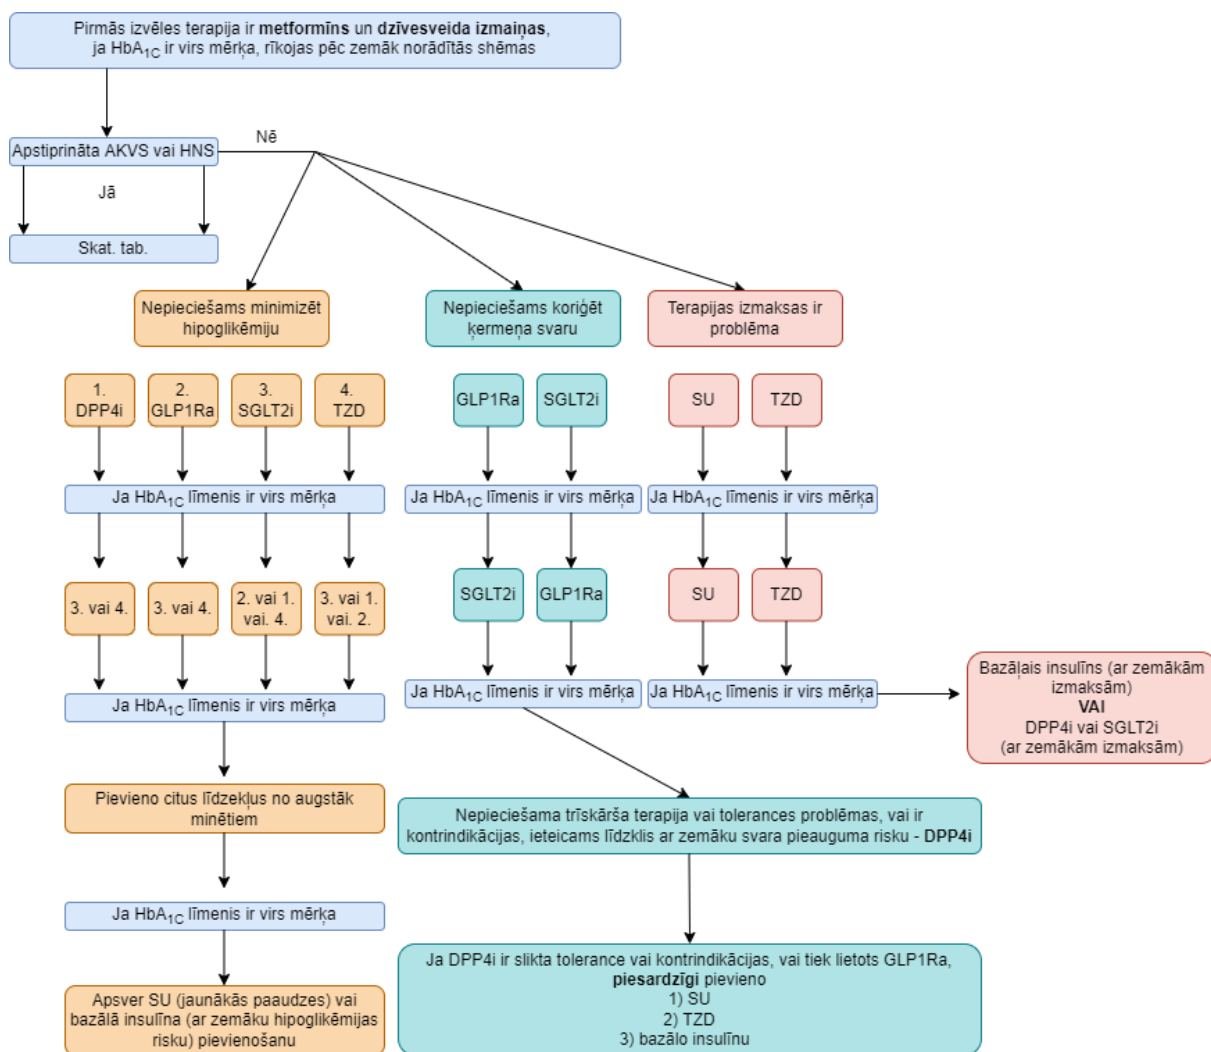 Pirmās izvēles terapija ir metformīns un dzīvesveida izmaiņas,
ja HbA1C ir virs mērķa, rīkojas pēc zemāk norādītās shēmas
Nē
Apstiprināta AKVS vai HNS
Jā
Skat. tab.
Nepieciešams minimizēt
hipoglikēmiju
Nepieciešams koriģēt
ķermeņa svaru
Terapijas izmaksas ir
problēma
1.
DPP4i
2.
GLP1Ra
3.
SGLT2i
4.
TZD
GLP1Ra
SGLT2i
SU
TZD
Ja HbA1C līmenis ir virs mērķa
Ja HbA1C līmenis ir virs mērķa
Ja HbA1C līmenis ir virs mērķa
3. vai 4.
3. vai 4.
2. vai 1.
vai. 4.
3. vai 1.
vai. 2.
SGLT2i
GLP1Ra
SU
TZD
Ja HbA1C līmenis ir virs mērķa
Ja HbA1C līmenis ir virs mērķa
Ja HbA1C līmenis ir virs mērķa
Bazāļais insulīns (ar zemākām
izmaksām)
VAI
DPP4i vai SGLT2i
(ar zemākām izmaksām)
Pievieno citus līdzekļus no augstāk
minētiem
Nepieciešama trīskārša terapija vai tolerances problēmas, vai ir
kontrindikācijas, ieteicams līdzklis ar zemāku svara pieauguma risku - DPP4i
Ja HbA1C līmenis ir virs mērķa
Apsver SU (jaunākās paaudzes) vai
bazālā insulīna (ar zemāku hipoglikēmijas
risku) pievienošanu
Ja DPP4i ir slikta tolerance vai kontrindikācijas, vai tiek lietots GLP1Ra,
piesardzīgi pievieno
1) SU
2) TZD
3) bazālo insulīnu